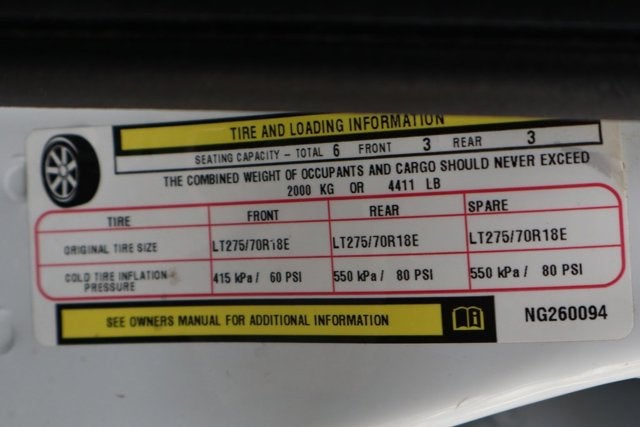 TIRE AND LOADING INFORMATION
SEATING CAPACITY – TOTAL 6 FRONT 3 REAR 3
THE COMBINED WEIGHT OF OCCUPANTS AND CARGO SHOULD NEVER EXCEED
2000 KG OR 4411 LB
TIRE FRONT REAR SPARE
ORIGINAL TIRE SIZE LT275/70R18E LT275/70R18E LT275/70R18E
COLD TIRE INFLATION PRESSURE 415 kPa / 60 PSI 550 kPa / 80 PSI 550 kPa / 80 PSI
SEE OWNERS MANUAL FOR ADDITIONAL INFORMATION NG260094